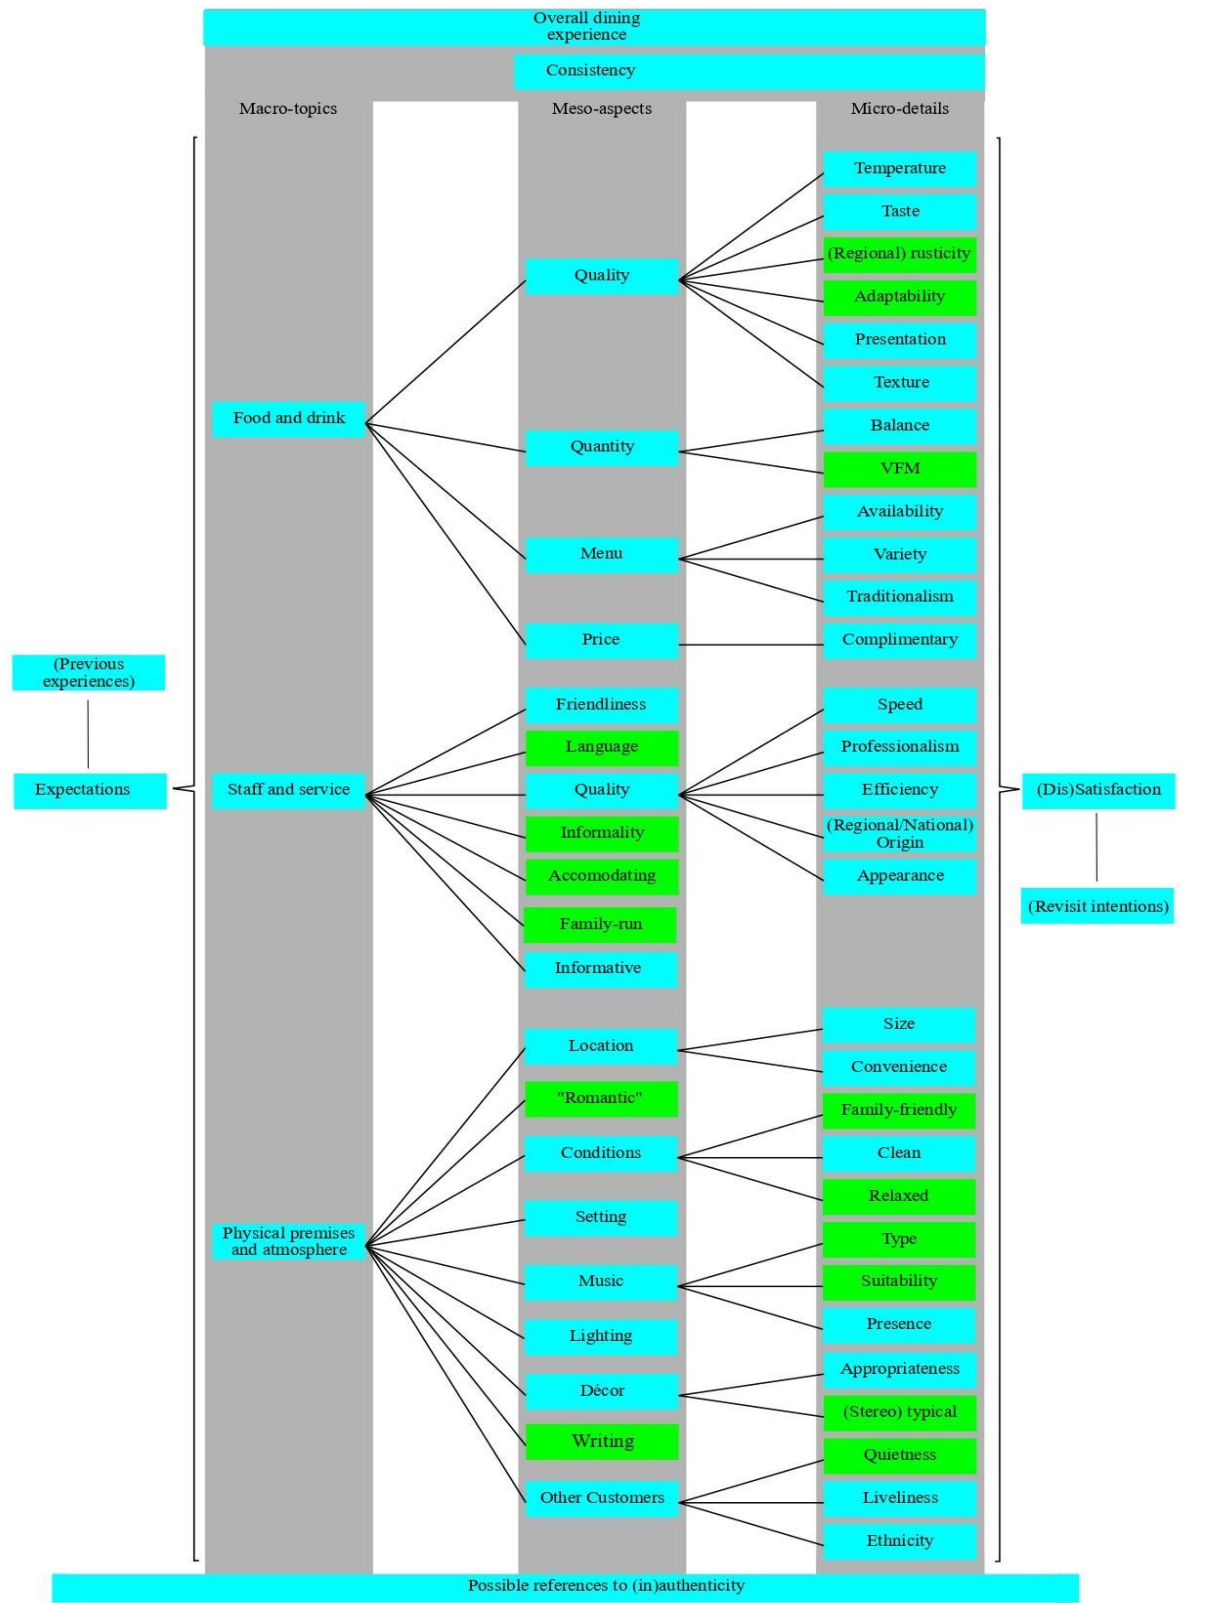 Overall dining
experience
Consistency
Macro-topics
Meso-aspects
Micro-details
Temperature
Taste
(Regional) rusticity
Quality
Adaptability
Presentation
Texture
Food and drink
Balance
Quantity
VFM
Availability
Menu
Variety
Traditionalism
Price
Complimentary
(Previous
experiences)
Expectations
Friendliness
Speed
Language
Professionalism
Staff and service
Quality
Efficiency
Informality
(Regional/National)
Origin
Accomodating
Appearance
Family-run
Informative
(Dis)Satisfaction
(Revisit intentions)
Size
Location
Convenience
"Romantic"
Family-friendly
Conditions
Clean
Relaxed
Setting
Physical premises
and atmosphere
Type
Music
Suitability
Presence
Lighting
Appropriateness
Décor
(Stereo) typical
Writing
Quietness
Other Customers
Liveliness
Ethnicity
Possible references to (in)authenticity